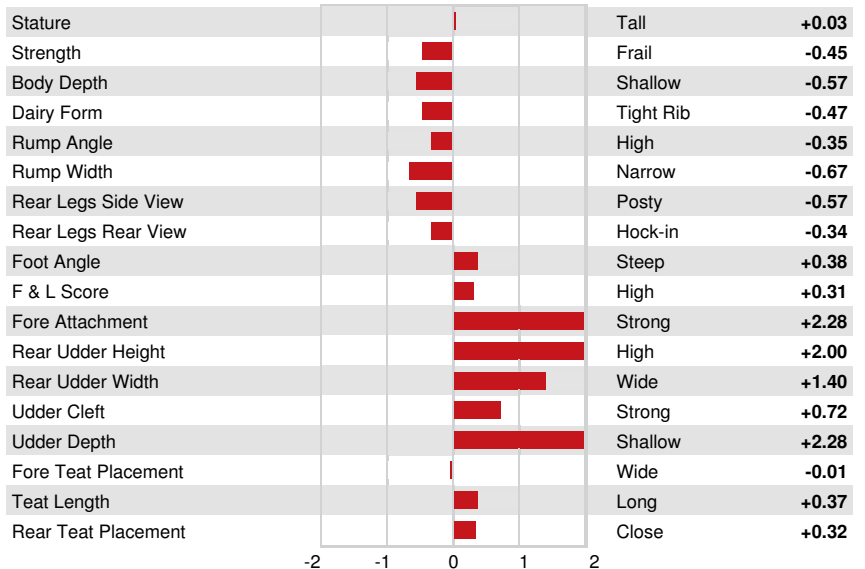 Stature Tall +0.03
Strength Frail -0.45
Body Depth Shallow -0.57
Dairy Form Tight Rib -0.47
Rump Angle High -0.35
Rump Width Narrow -0.67
Rear Legs Side View Posty -0.57
Rear Legs Rear View Hock-in -0.34
Foot Angle Steep +0.38
F & L Score High +0.31
Fore Attachment Strong +2.28
Rear Udder Height High +2.00
Rear Udder Width Wide +1.40
Udder Cleft Strong +0.72
Udder Depth Shallow +2.28
Fore Teat Placement Wide -0.01
Teat Length Long +0.37
Rear Teat Placement Close +0.32
-2 -1 0 1 2